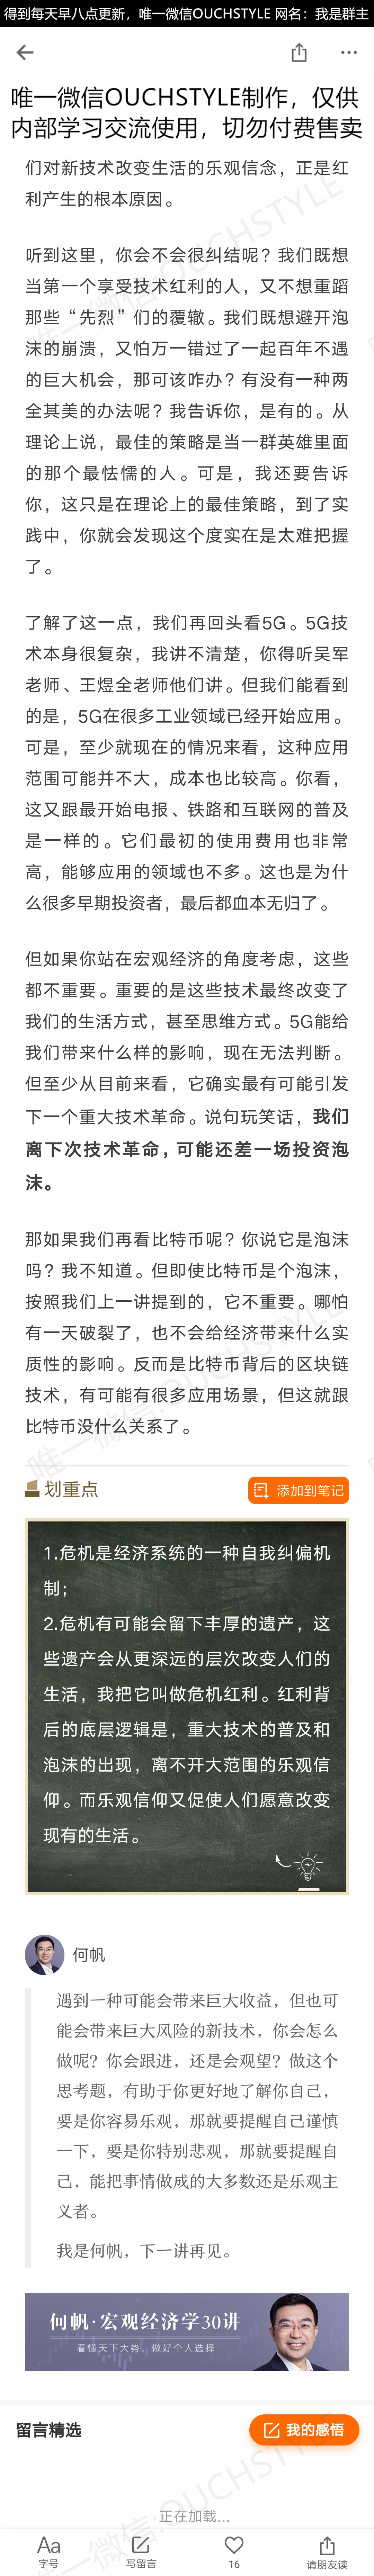 得到每天早八点更新，唯一微信OUCHSTYLE 网名：我是群主
唯一微信OUCHSTYLE制作，仅供
内部学习交流使用，切勿付费售卖
们对新技术改变生活的乐观信念，正是红
利产生的根本原因。
听到这里，你会不会很纠结呢？我们既想
当第一个享受技术红利的人，又不想重蹈
那些“先烈”们的覆辙。我们既想避开泡
沫的崩溃，又怕万一错过了一起百年不遇
的巨大机会，那可该咋办？有没有一种两
全其美的办法呢？我告诉你，是有的。从
理论上说，最佳的策略是当一群英雄里面
的那个最怯懦的人。可是，我还要告诉
你，这只是在理论上的最佳策略，到了实
践中，你就会发现这个度实在是太难把握
了。
了解了这一点，我们再回头看5G。5G技
术本身很复杂，我讲不清楚，你得听吴军
老师、王煜全老师他们讲。但我们能看到
的是，5G在很多工业领域已经开始应用。
可是，至少就现在的情况来看，这种应用
范围可能并不大，成本也比较高。你看，
这又跟最开始电报、铁路和互联网的普及
是一样的。它们最初的使用费用也非常
高，能够应用的领域也不多。这也是为什
么很多早期投资者，最后都血本无归了。
但如果你站在宏观经济的角度考虑，这些
都不重要。重要的是这些技术最终改变了
我们的生活方式，甚至思维方式。5G能给
我们带来什么样的影响，现在无法判断。
但至少从目前来看，它确实最有可能引发
下一个重大技术革命。说句玩笑话，我们
离下次技术革命，可能还差一场投资泡
沫。
那如果我们再看比特币呢？你说它是泡沫
吗？我不知道。但即使比特币是个泡沫，
按照我们上一讲提到的，它不重要。哪怕
有一天破裂了，也不会给经济带来什么实
质性的影响。反而是比特币背后的区块链
技术，有可能有很多应用场景，但这就跟
比特币没什么关系了。
划重点
添加到笔记
1.危机是经济系统的一种自我纠偏机
制；
2.危机有可能会留下丰厚的遗产，这
些遗产会从更深远的层次改变人们的
生活，我把它叫做危机红利。红利背
后的底层逻辑是，重大技术的普及和
泡沫的出现，离不开大范围的乐观信
仰。而乐观信仰又促使人们愿意改变
现有的生活。
何帆
遇到一种可能会带来巨大收益，但也可
能会带来巨大风险的新技术，你会怎么
做呢？你会跟进，还是会观望？做这个
思考题，有助于你更好地了解你自己，
要是你容易乐观，那就要提醒自己谨慎
一下，要是你特别悲观，那就要提醒自
己，能把事情做成的大多数还是乐观主
义者。
我是何帆，下一讲再见。
何帆·宏观经济学30讲
看懂天下大势，做好个人选择
留言精选
我的感悟
正在加载...
唯一微信:OUCHSTYLE
唯一微信:OUCHSTYLE
唯一微信:OUCHSTYLE
Aa
字号
写留言
16
请朋友读